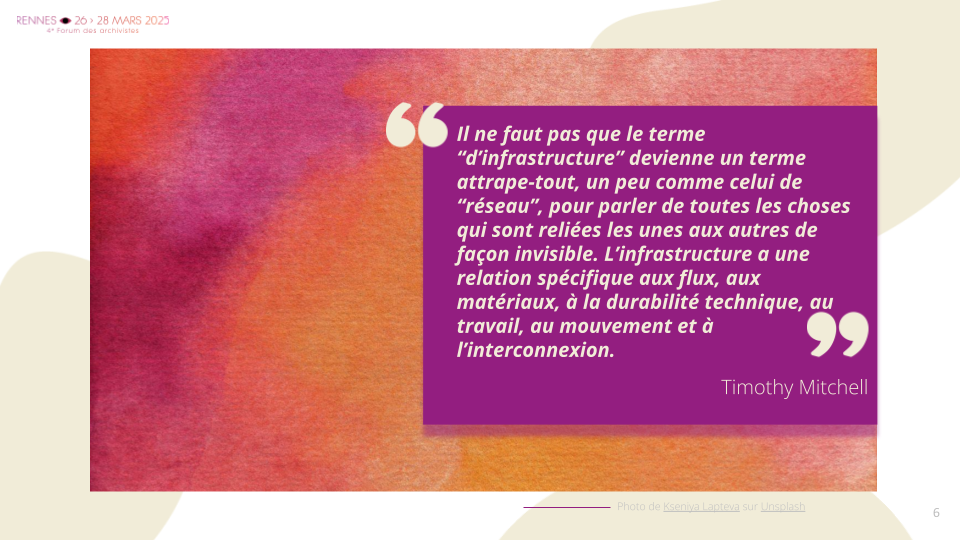 RENNES 26 > 28 MARS 2025
4e Forum des archivistes
Il ne faut pas que le terme
“d’infrastructure” devienne un terme
attrape-tout, un peu comme celui de
“réseau”, pour parler de toutes les choses
qui sont reliées les unes aux autres de
façon invisible. L’infrastructure a une
relation spécifique aux flux, aux
matériaux, à la durabilité technique, au
travail, au mouvement et à
l’interconnexion.
Timothy Mitchell
Photo de Kseniya Lapteva sur Unsplash
6